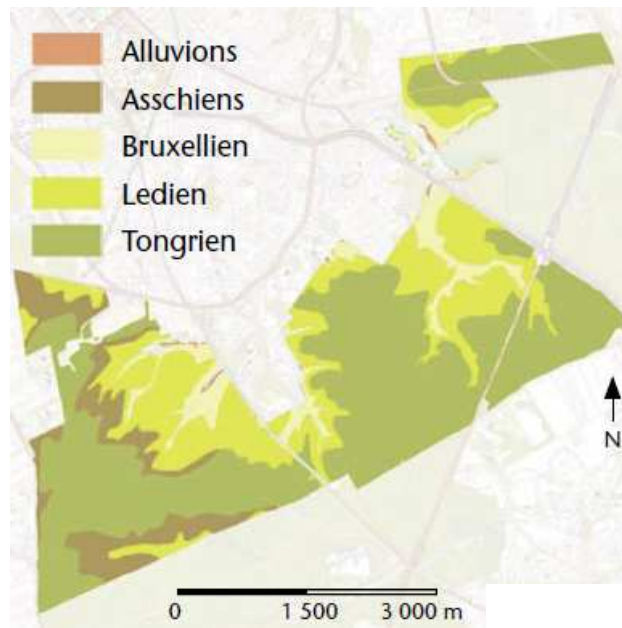 Alluvions
Asschiens
Bruxellien
Ledien
Tongrien
N
0 1 500 3 000 m